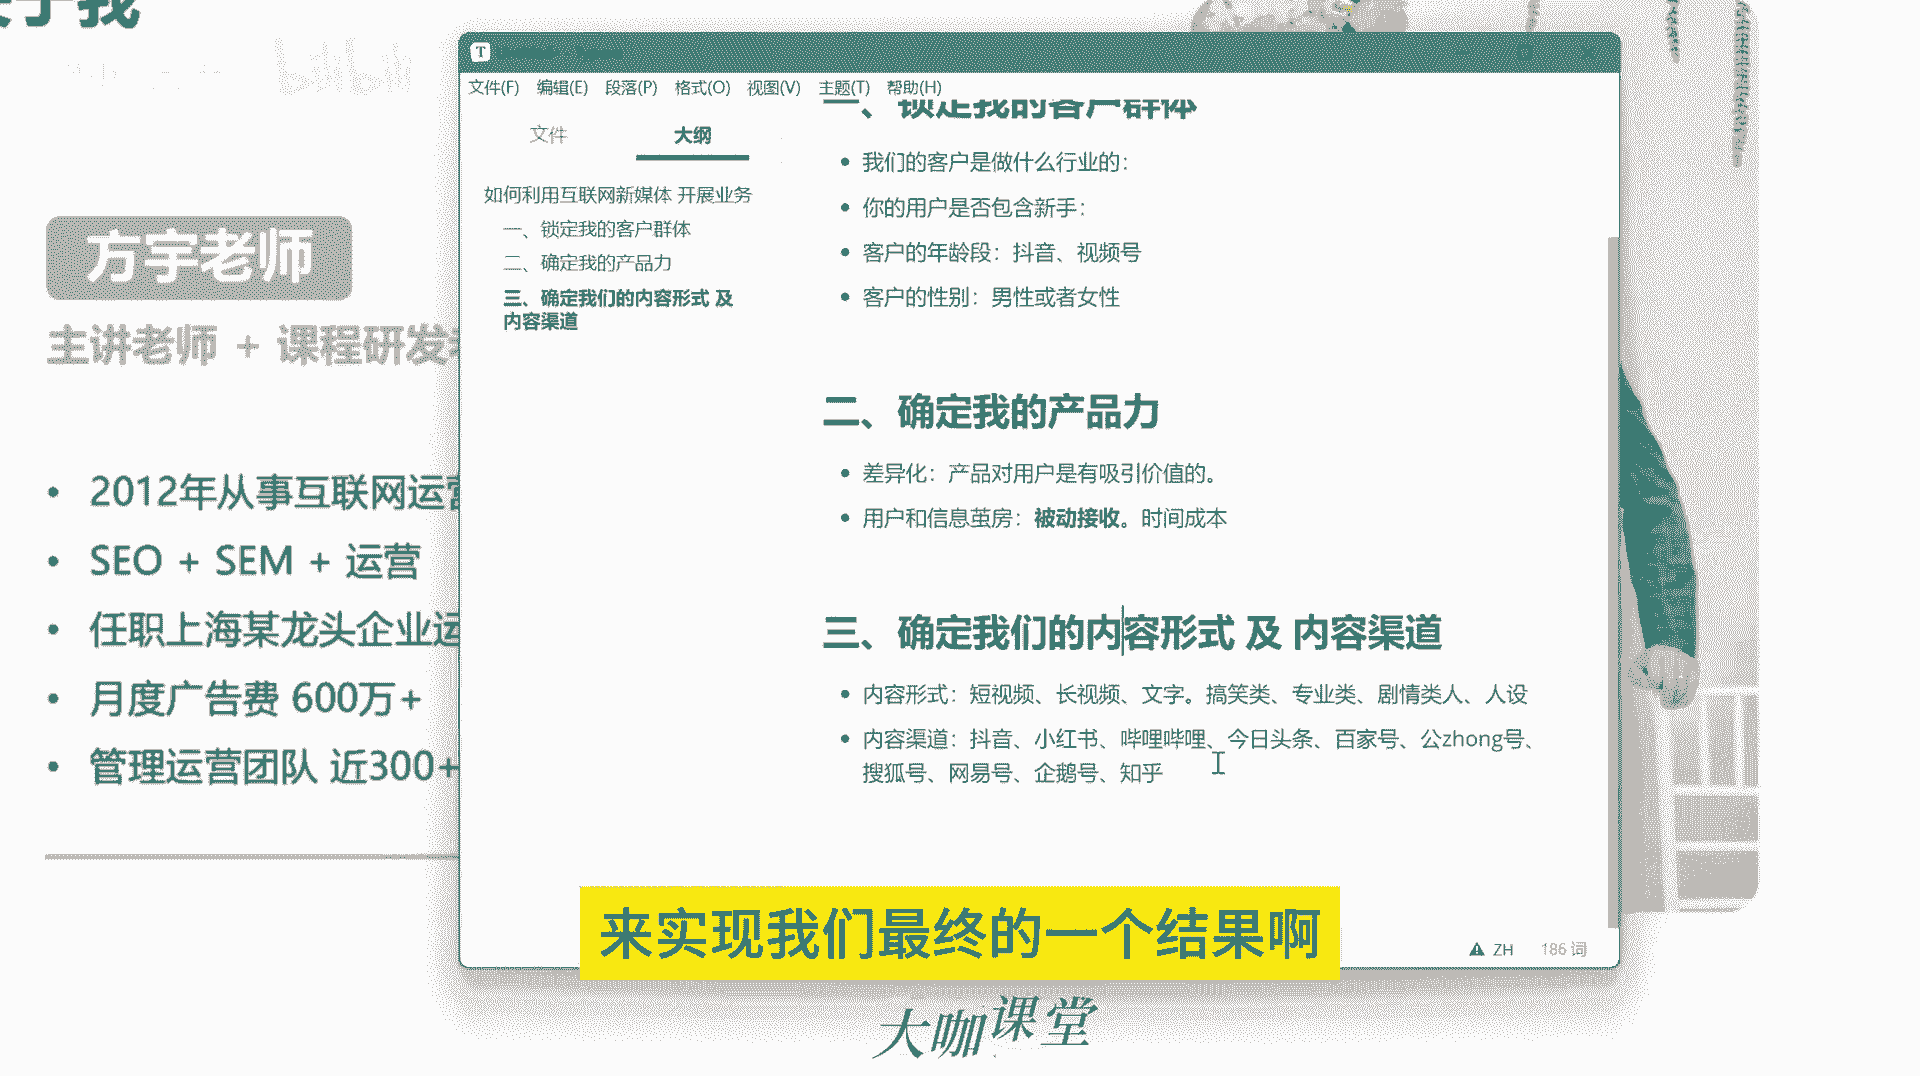 bilibili
方宇老师
主讲老师 + 课程研发
2012年从事互联网运营
SEO + SEM + 运营
任职上海某龙头企业运
月度广告费 600万+
管理运营团队 近300+
T
文件(F) 编辑(E) 段落(P) 格式(O) 视图(V) 主题(T) 帮助(H)
文件 大纲
如何利用互联网新媒体 开展业务
一、锁定我的客户群体
二、确定我的产品力
三、确定我们的内容形式 及
内容渠道
一、锁定我的客户群体
我们的客户是做什么行业的：
你的用户是否包含新手：
客户的年龄段：抖音、视频号
客户的性别：男性或者女性
二、确定我的产品力
差异化：产品对用户是有吸引价值的。
用户和信息茧房：被动接收。时间成本
三、确定我们的内容形式 及 内容渠道
内容形式：短视频、长视频、文字。搞笑类、专业类、剧情类人、人设
内容渠道：抖音、小红书、哔哩哔哩、今日头条、百家号、公zhong号、
搜狐号、网易号、企鹅号、知乎
ZH 186 词
来实现我们最终的一个结果啊
大咖课堂